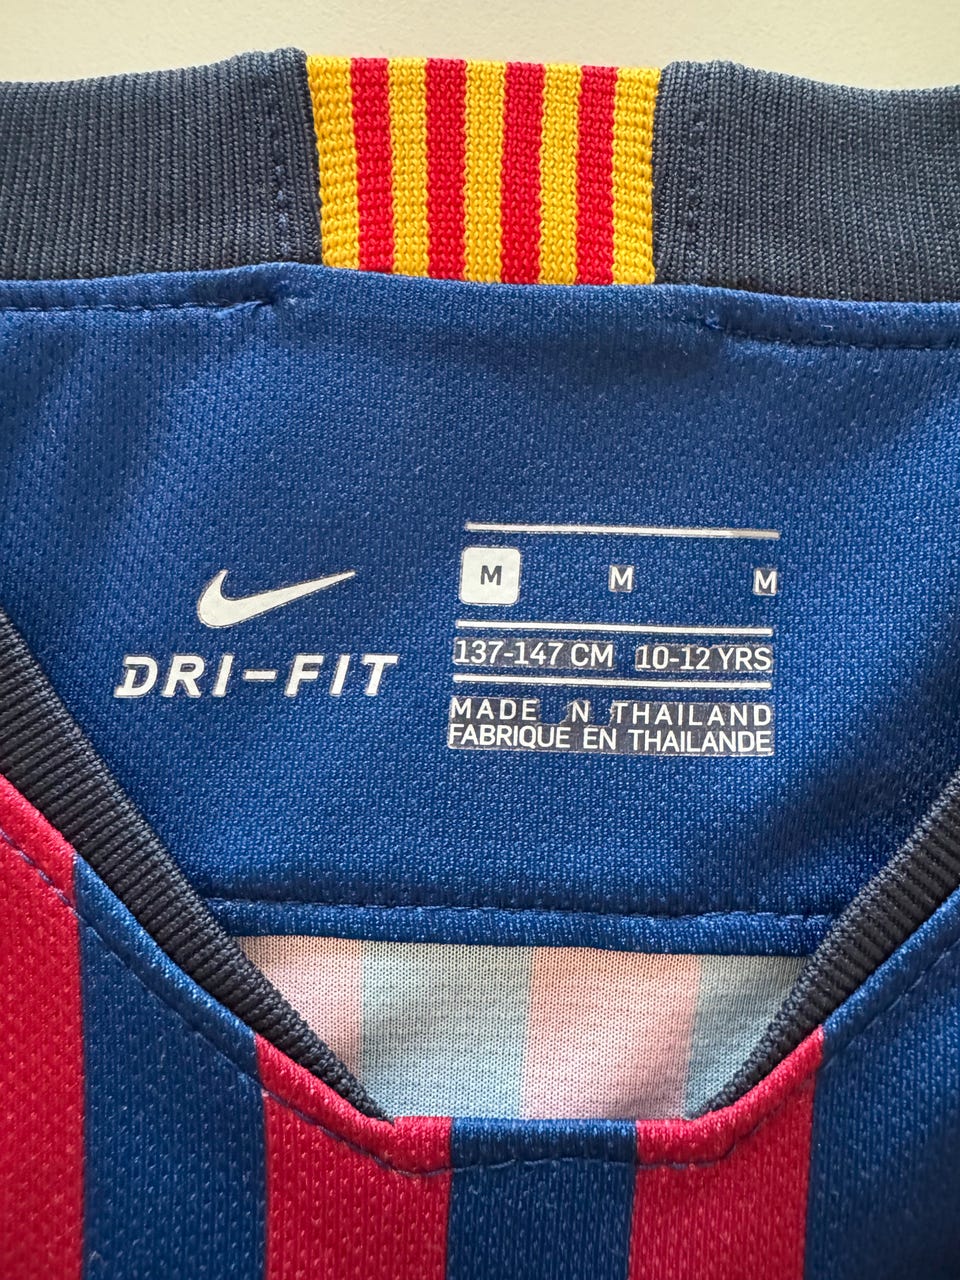 DRI-FIT
M M M
137-147 CM 10-12 YRS
MADE N THAILAND
FABRIQUE EN THAILANDE